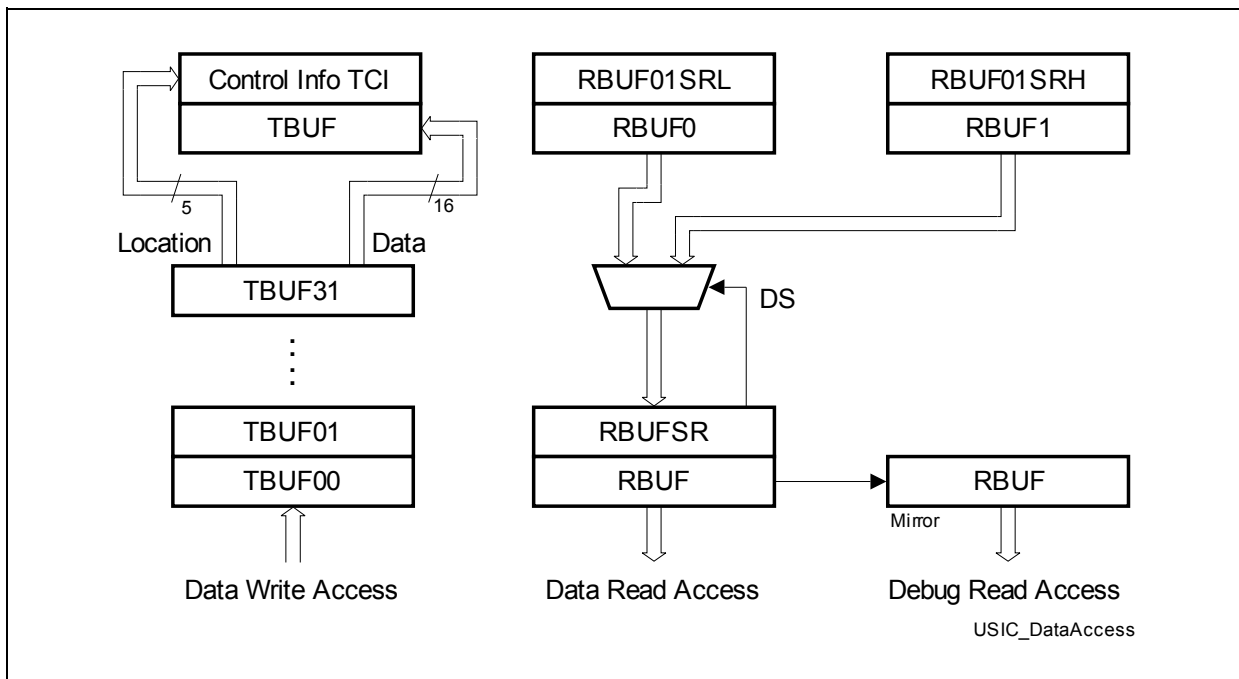 Control Info TCI
TBUF
5
16
Location
Data
TBUF31
TBUF01
TBUF00
Data Write Access
RBUF01SRL
RBUF0
RBUF01SRH
RBUF1
DS
RBUFSR
RBUF
Data Read Access
RBUF
Mirror
Debug Read Access
USIC_DataAccess